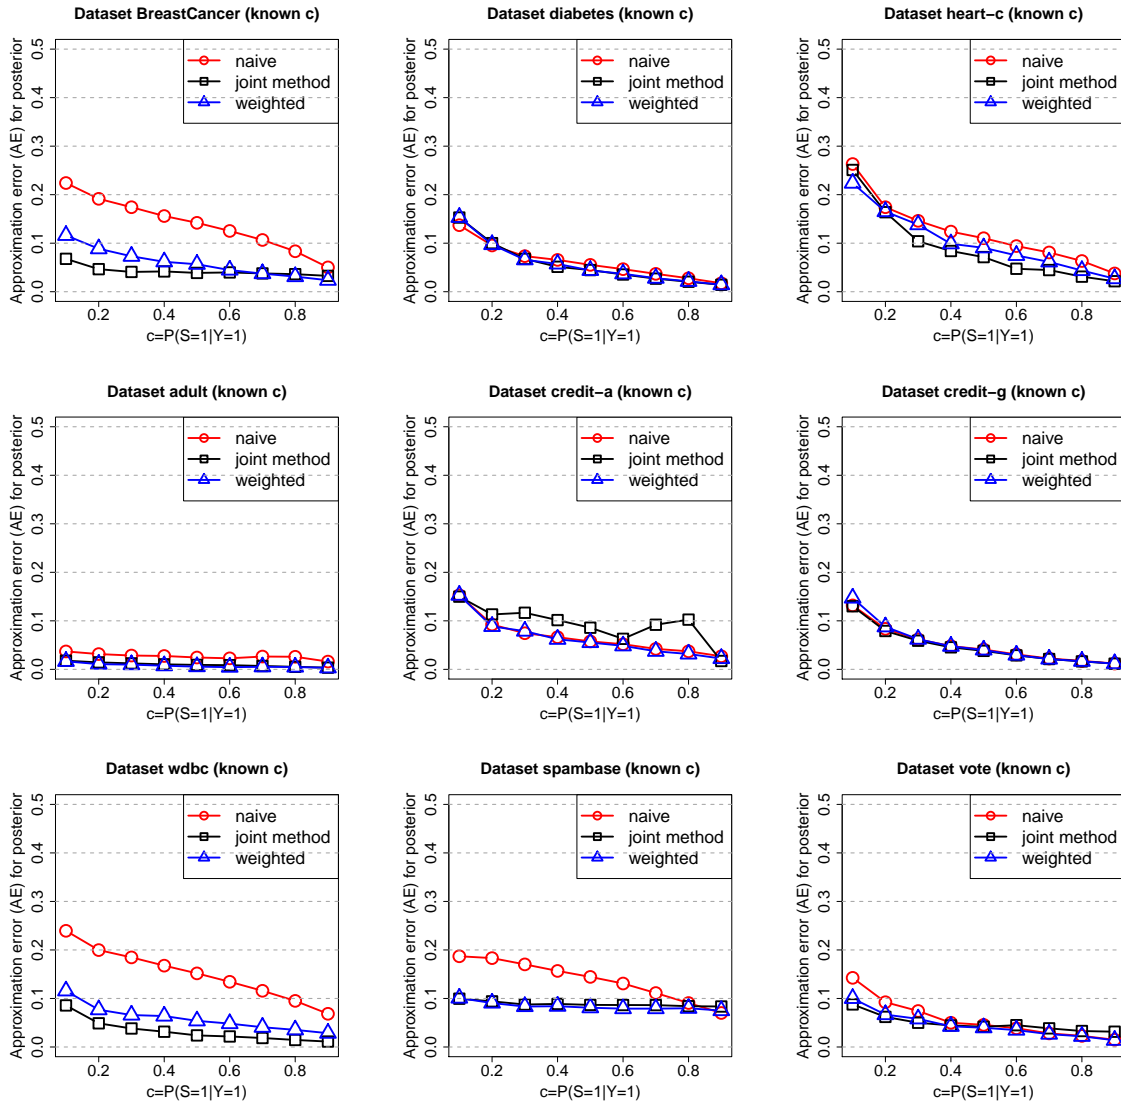 Dataset BreastCancer (known c)
Approximation error (AE) for posterior
0.0 0.1 0.2 0.3 0.4 0.5
naive
joint method
weighted
0.2 0.4 0.6 0.8
c=P(S=1|Y=1)
Dataset diabetes (known c)
Approximation error (AE) for posterior
0.0 0.1 0.2 0.3 0.4 0.5
naive
joint method
weighted
0.2 0.4 0.6 0.8
c=P(S=1|Y=1)
Dataset heart−c (known c)
Approximation error (AE) for posterior
0.0 0.1 0.2 0.3 0.4 0.5
naive
joint method
weighted
0.2 0.4 0.6 0.8
c=P(S=1|Y=1)
Dataset adult (known c)
Approximation error (AE) for posterior
0.0 0.1 0.2 0.3 0.4 0.5
naive
joint method
weighted
0.2 0.4 0.6 0.8
c=P(S=1|Y=1)
Dataset credit−a (known c)
Approximation error (AE) for posterior
0.0 0.1 0.2 0.3 0.4 0.5
naive
joint method
weighted
0.2 0.4 0.6 0.8
c=P(S=1|Y=1)
Dataset credit−g (known c)
Approximation error (AE) for posterior
0.0 0.1 0.2 0.3 0.4 0.5
naive
joint method
weighted
0.2 0.4 0.6 0.8
c=P(S=1|Y=1)
Dataset wdbc (known c)
Approximation error (AE) for posterior
0.0 0.1 0.2 0.3 0.4 0.5
naive
joint method
weighted
0.2 0.4 0.6 0.8
c=P(S=1|Y=1)
Dataset spambase (known c)
Approximation error (AE) for posterior
0.0 0.1 0.2 0.3 0.4 0.5
naive
joint method
weighted
0.2 0.4 0.6 0.8
c=P(S=1|Y=1)
Dataset vote (known c)
Approximation error (AE) for posterior
0.0 0.1 0.2 0.3 0.4 0.5
naive
joint method
weighted
0.2 0.4 0.6 0.8
c=P(S=1|Y=1)